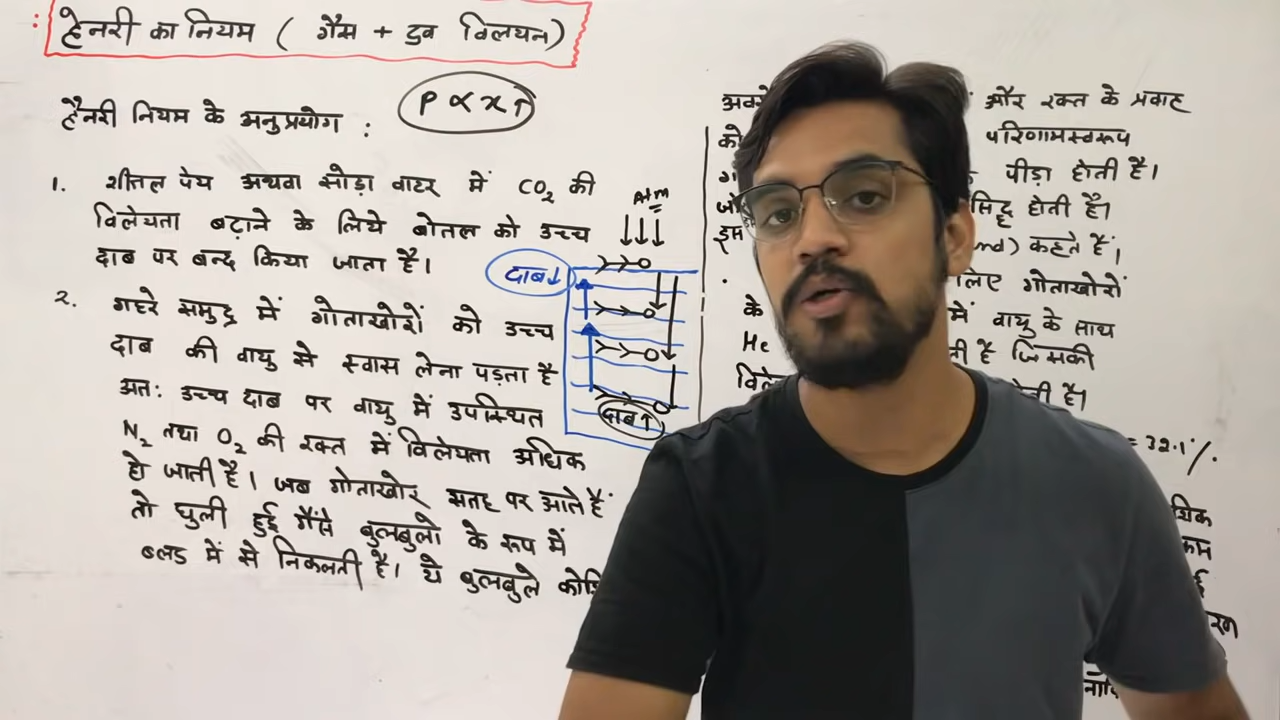 हेनरी का नियम ( गैस + द्रव विलयन)
हैनरी नियम के अनुप्रयोग :
P ∝ x↑
1. शीतल पेय अथवा सोड़ा वाटर में CO₂ की
विलेयता बढ़ाने के लिये बोतल को उच्च
दाब पर बन्द किया जाता है।
2. गहरे समुद्र में गोताखोरों को उच्च
दाब की वायु से स्वास लेना पड़ता है
अतः उच्च दाब पर वायु में उपस्थित
N₂ तथा O₂ की रक्त में विलेयता अधिक
हो जाती है। जब गोताखोर सतह पर आते हैं
तो घुली हुई गैसे बुलबुलो के रूप में
ब्लड में से निकलती है। ये बुलबुले
Atm
दाब↓
दाब↑
और रक्त के प्रवाह
को परिणामस्वरूप
पीड़ा होती है।
होती है।
कहते हैं,
लिए गोताखोरों
के में वायु के साथ
He है जिसकी
है।
= 32.1%.